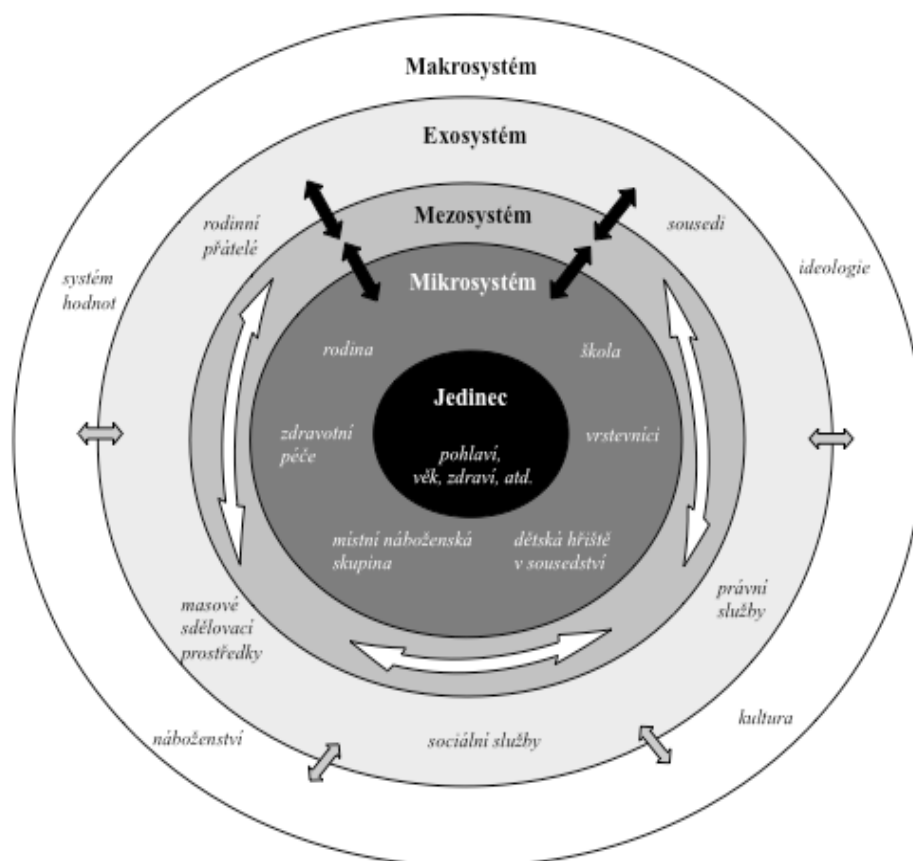 Makrosystém
Exosystém
rodinní
přátelé
Mezosystém
sousedi
systém
hodnot
Mikrosystém
ideologie
rodina
škola
Jedinec
zdravotní
péče
vrstevníci
pohlaví,
věk, zdraví, atd.
místní náboženská
skupina
dětská hřiště
v sousedství
masové
sdělovací
prostředky
právní
služby
náboženství
sociální služby
kultura